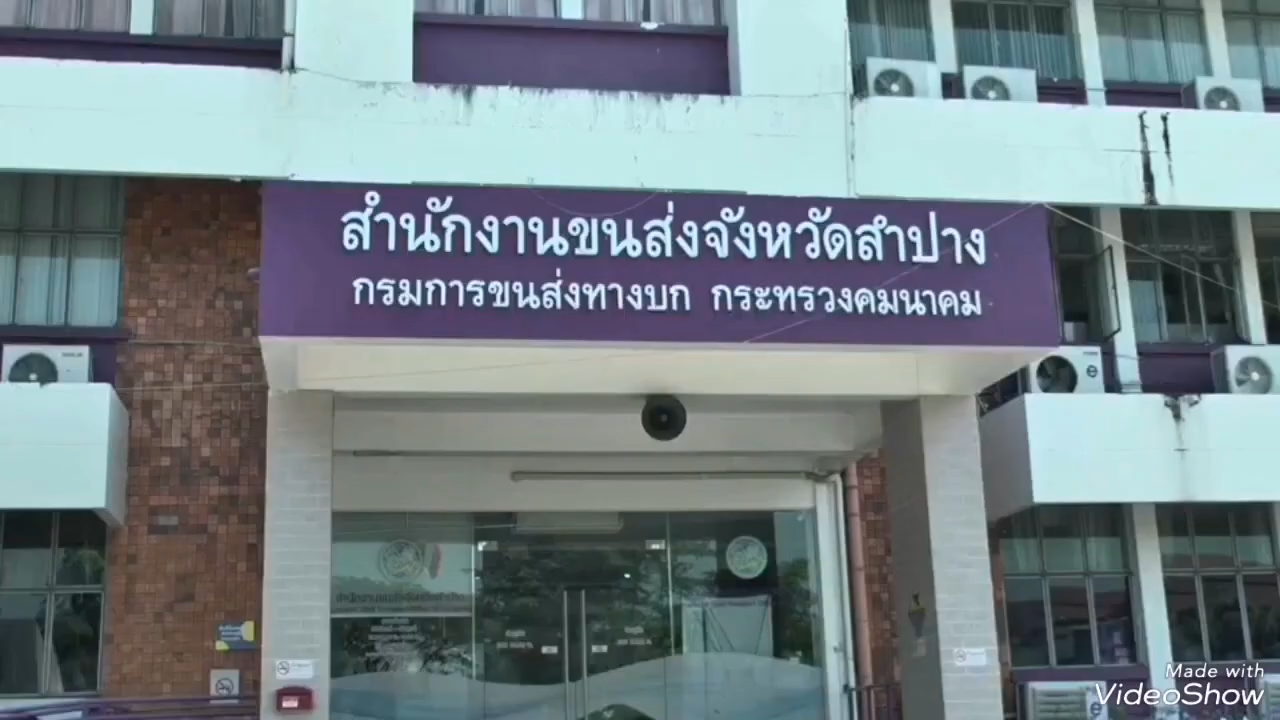 สำนักงานขนส่งจังหวัดลำปาง
กรมการขนส่งทางบก กระทรวงคมนาคม
Made with
VideoShow